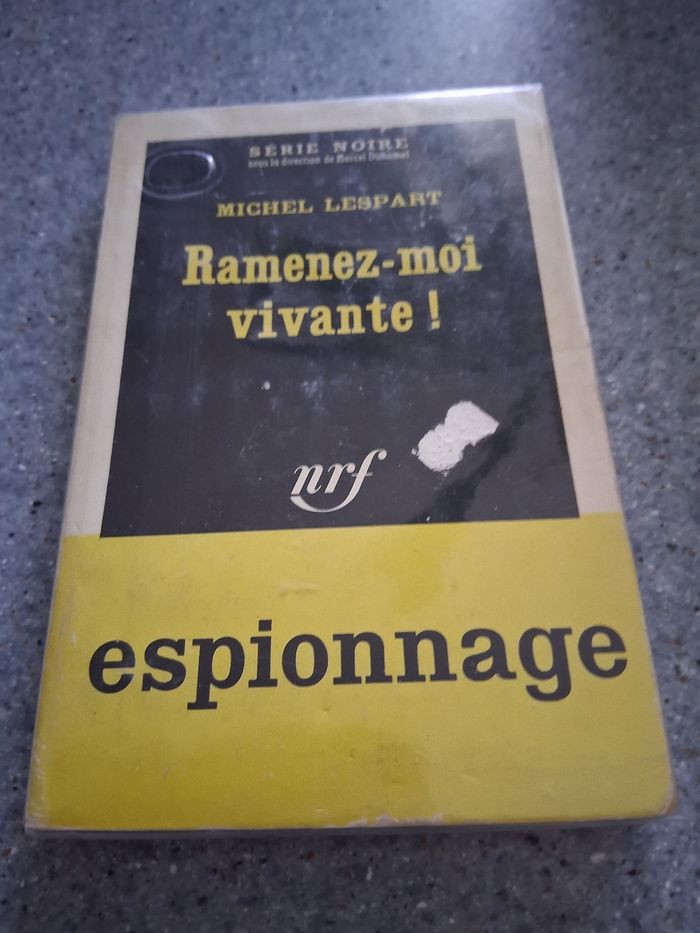 SÉRIE NOIRE
sous la direction de Marcel Duhamel
MICHEL LESPART
Ramenez-moi
vivante !
nrf
espionnage